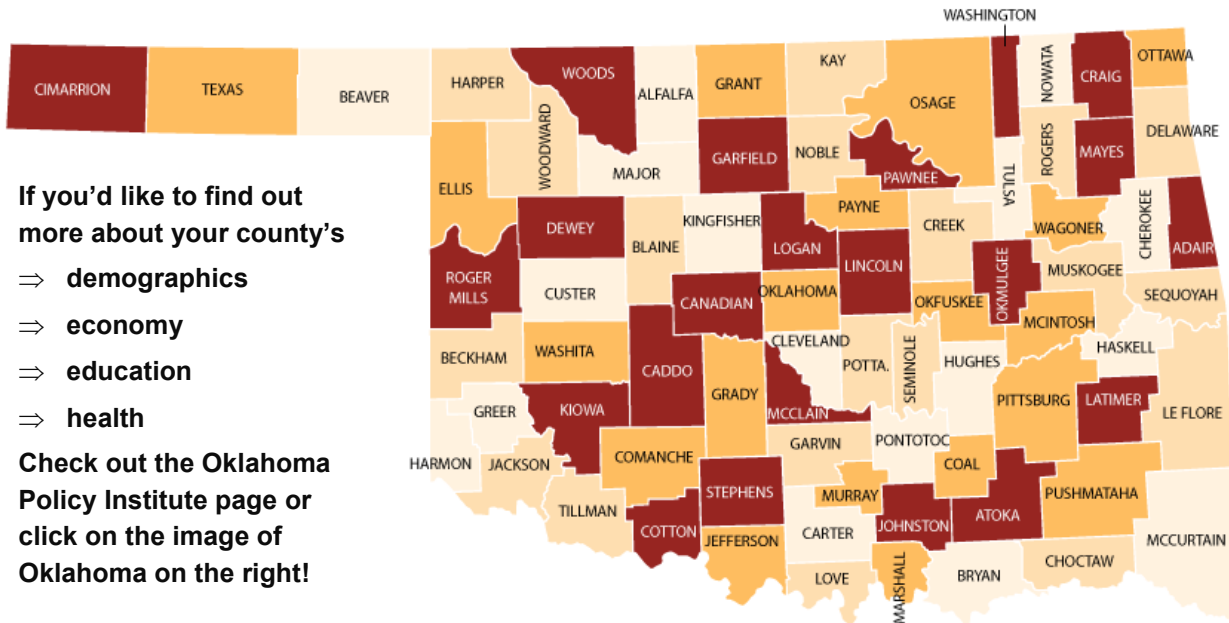 WASHINGTON
CIMARRION
TEXAS
BEAVER
HARPER
WOODS
ALFALFA
GRANT
KAY
OSAGE
NOWATA
CRAIG
OTTAWA
WOODWARD
ELLIS
MAJOR
GARFIELD
NOBLE
PAWNEE
TULSA
ROGERS
MAYES
DELAWARE
If you’d like to find out
more about your county’s
⇒ demographics
⇒ economy
⇒ education
⇒ health
Check out the Oklahoma
Policy Institute page or
click on the image of
Oklahoma on the right!
DEWEY
BLAINE
KINGFISHER
LOGAN
PAYNE
CREEK
WAGONER
CHEROKEE
ADAIR
ROGER
MILLS
CUSTER
CANADIAN
OKLAHOMA
LINCOLN
OKFUSKEE
OKMULGEE
MUSKOGEE
SEQUOYAH
MCINTOSH
BECKHAM
WASHITA
CADDO
GRADY
CLEVELAND
POTTA.
SEMINOLE
HUGHES
HASKELL
PITTSBURG
LATIMER
LE FLORE
GREER
KIOWA
MCCLAIN
HARMON
JACKSON
COMANCHE
GARVIN
PONTOTOC
COAL
TILLMAN
STEPHENS
MURRAY
ATOKA
PUSHMATAHA
COTTON
JEFFERSON
CARTER
JOHNSTON
MCCURTAIN
LOVE
MARSHALL
BRYAN
CHOCTAW